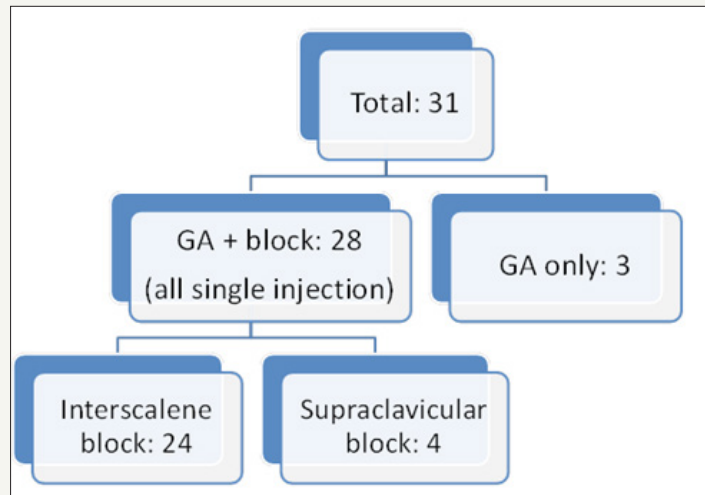 Total: 31
GA + block: 28
(all single injection)
GA only: 3
Interscalene
block: 24
Supraclavicular
block: 4